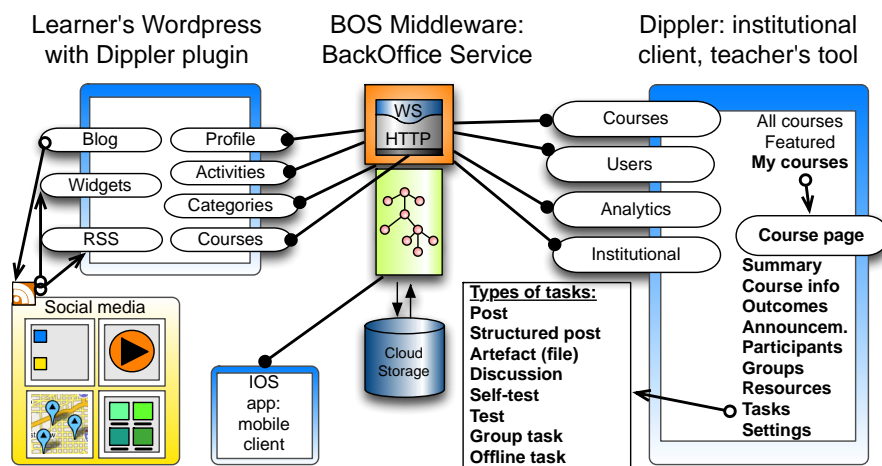 Learner's Wordpress
with Dippler plugin
BOS Middleware:
BackOffice Service
Dippler: institutional
client, teacher's tool
Blog
Widgets
RSS
Profile
Activities
Categories
Courses
WS
HTTP
Courses
Users
Analytics
Institutional
All courses
Featured
My courses
Course page
Summary
Course info
Outcomes
Announcem.
Participants
Groups
Resources
Tasks
Settings
Social media
IOS
app:
mobile
client
Cloud
Storage
Types of tasks:
Post
Structured post
Artefact (file)
Discussion
Self-test
Test
Group task
Offline task